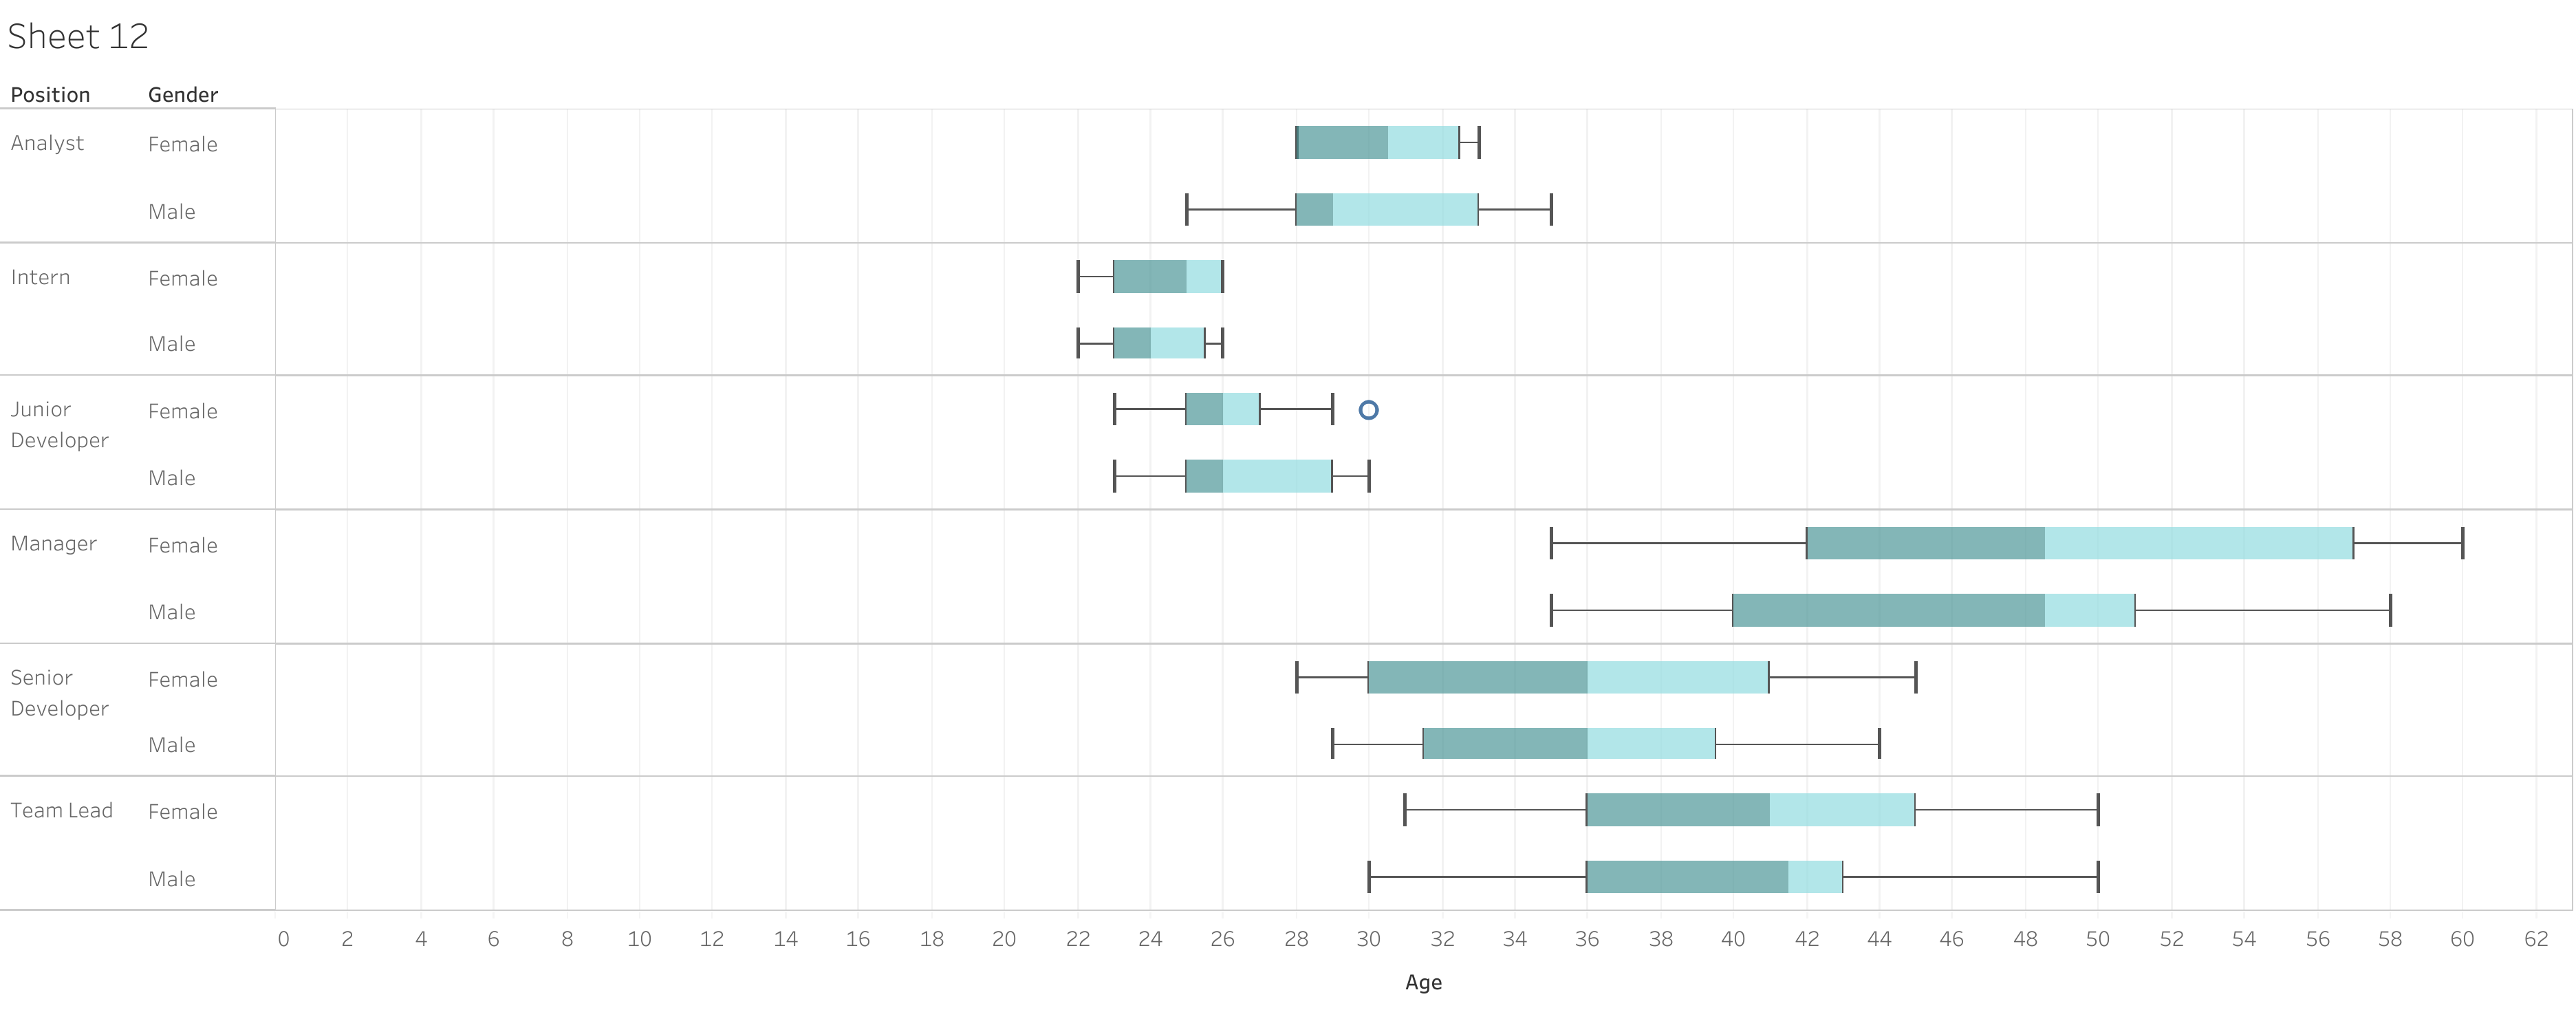 Sheet 12
Position Gender
Analyst Female
Male
Intern Female
Male
Junior Female
Developer
Male
Manager Female
Male
Senior Female
Developer
Male
Team Lead Female
Male
0 2 4 6 8 10 12 14 16 18 20 22 24 26 28 30 32 34 36 38 40 42 44 46 48 50 52 54 56 58 60 62
Age